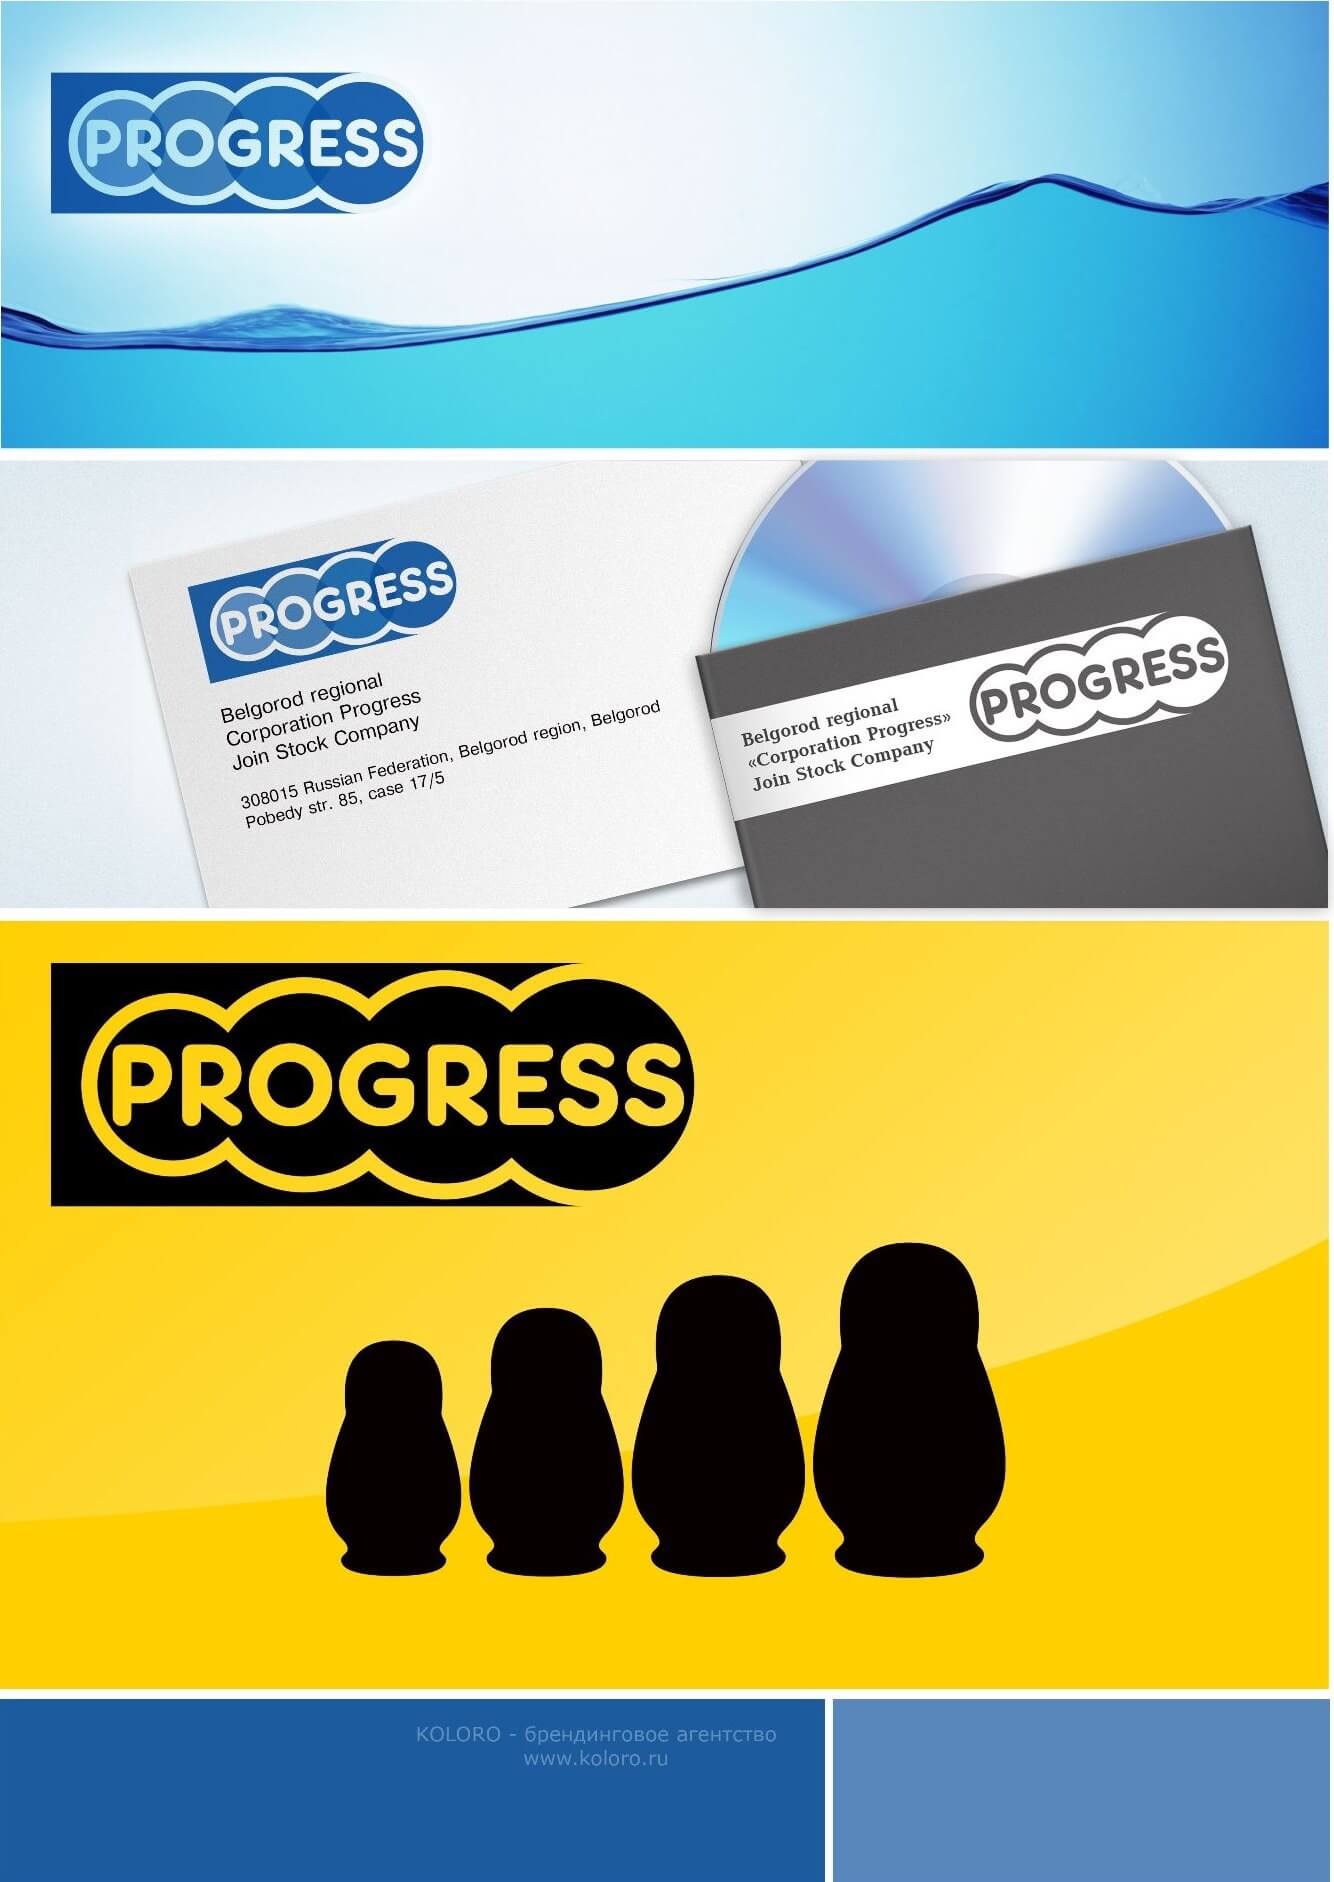 PROGRESS
PROGRESS
Belgorod regional
Corporation Progress
Join Stock Company
308015 Russian Federation, Belgorod region, Belgorod
Pobedy str. 85, case 17/5
PROGRESS
Belgorod regional
«Corporation Progress»
Join Stock Company
PROGRESS
KOLORO - брендинговое агентство
www.koloro.ru